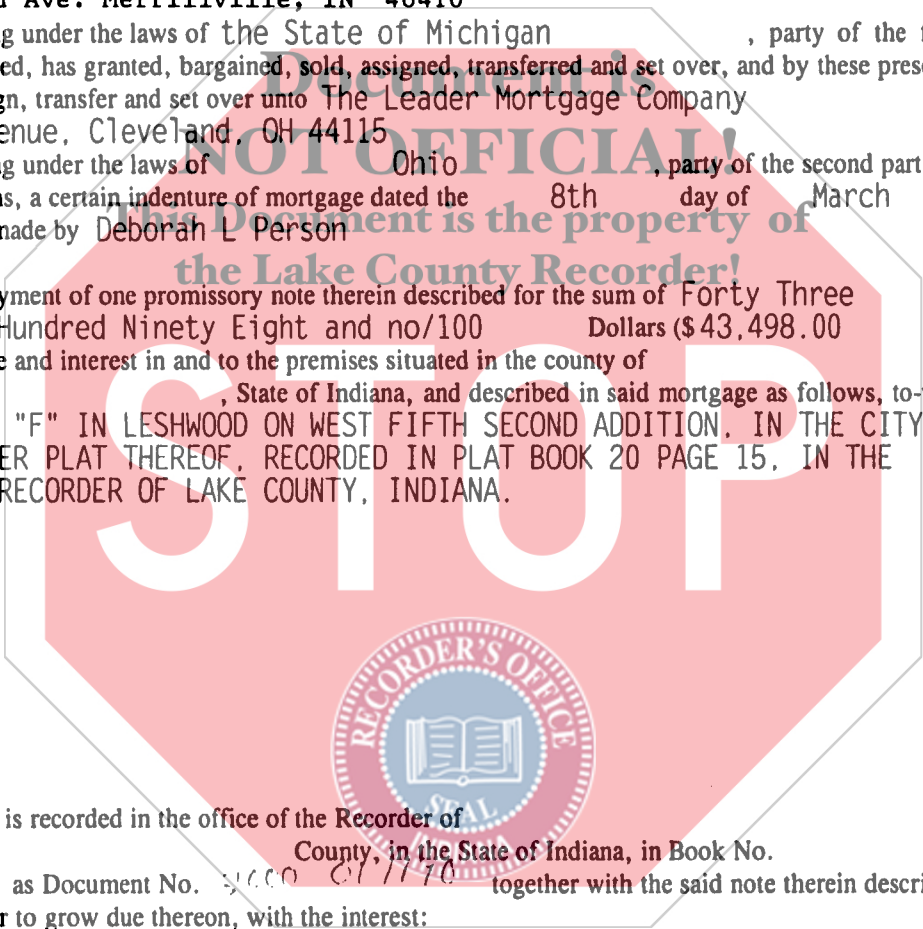 Ave. Merrillville, IN 46410
g under the laws of the State of Michigan , party of the
ed, has granted, bargained, sold, assigned, transferred and set over, and by these prese
Document is
gn, transfer and set over unto The Leader Mortgage Company
enue, Cleveland, OH 44115
NOT OFFICIAL!
g under the laws of Ohio , party of the second part
s, a certain indenture of mortgage dated the 8th day of March
This Document is the property of
made by Deborah L Person
the Lake County Recorder!
yment of one promissory note therein described for the sum of Forty Three
Hundred Ninety Eight and no/100 Dollars ($ 43,498.00
e and interest in and to the premises situated in the county of
, State of Indiana, and described in said mortgage as follows, to-
"F" IN LESHWOOD ON WEST FIFTH SECOND ADDITION, IN THE CITY
ER PLAT THEREOF, RECORDED IN PLAT BOOK 20 PAGE 15, IN THE
RECORDER OF LAKE COUNTY, INDIANA.
STOP
RECORDER'S OFFICE
SEAL
INDIANA
is recorded in the office of the Recorder of
County, in the State of Indiana, in Book No.
as Document No. together with the said note therein descri
r to grow due thereon, with the interest: